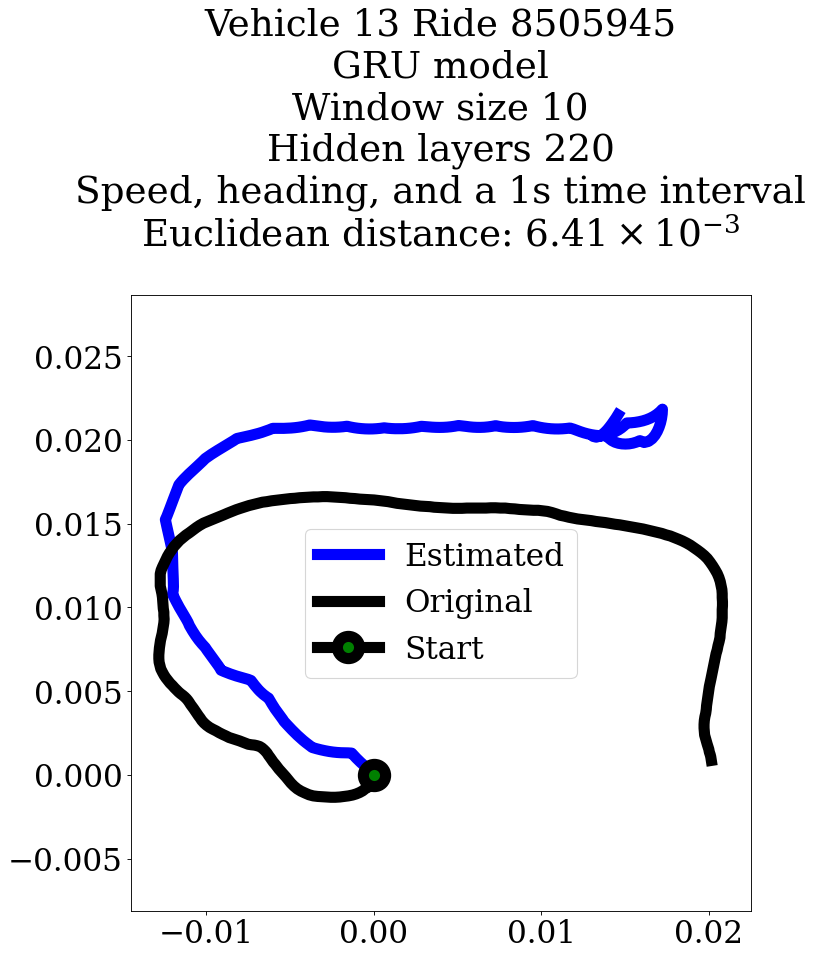 Vehicle 13 Ride 8505945
GRU model
Window size 10
Hidden layers 220
Speed, heading, and a 1s time interval
Euclidean distance: 6.41 × 10⁻³
0.025
0.020
0.015
0.010
0.005
0.000
−0.005
Estimated
Original
Start
−0.01 0.00 0.01 0.02